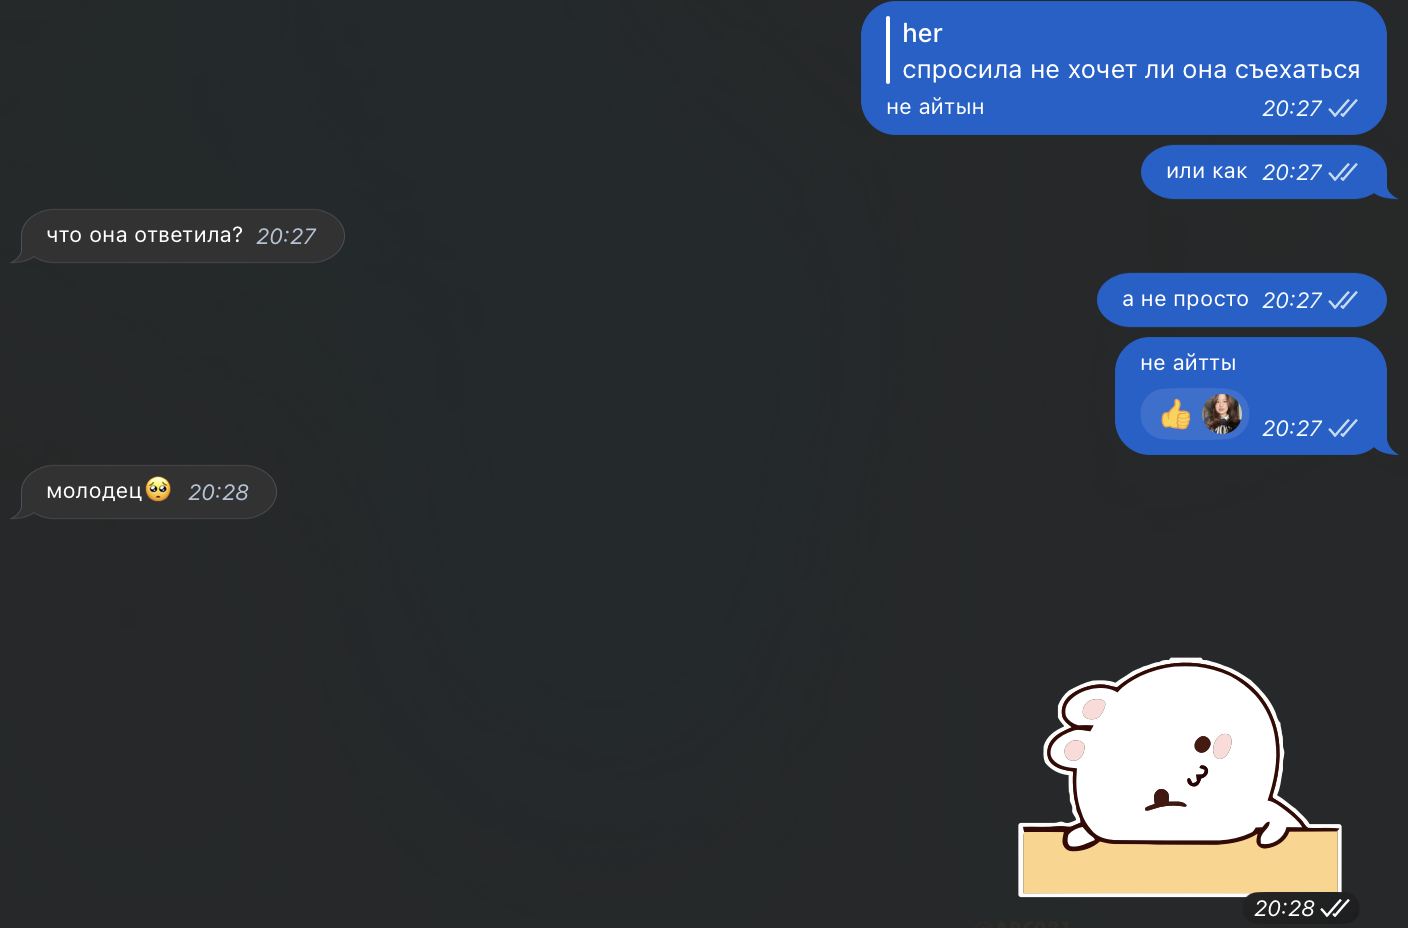 her
спросила не хочет ли она съехаться
не айтын 20:27
или как 20:27
что она ответила? 20:27
а не просто 20:27
не айтты
20:27
молодец🥺 20:28
20:28